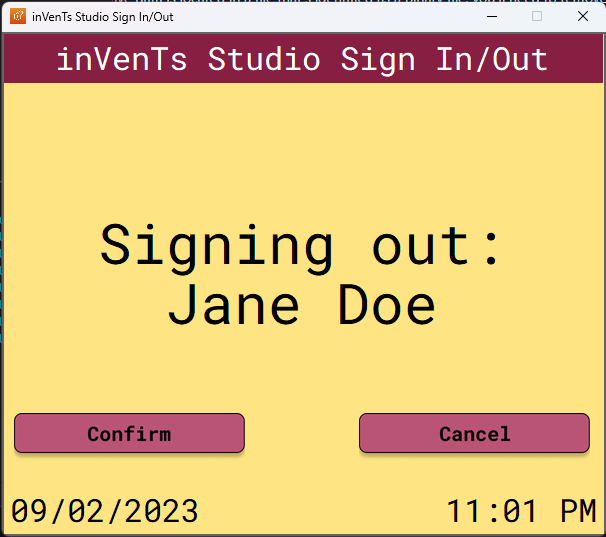 inVenTs Studio Sign In/Out
inVenTs Studio Sign In/Out
Signing out:
Jane Doe
Confirm Cancel
09/02/2023 11:01 PM